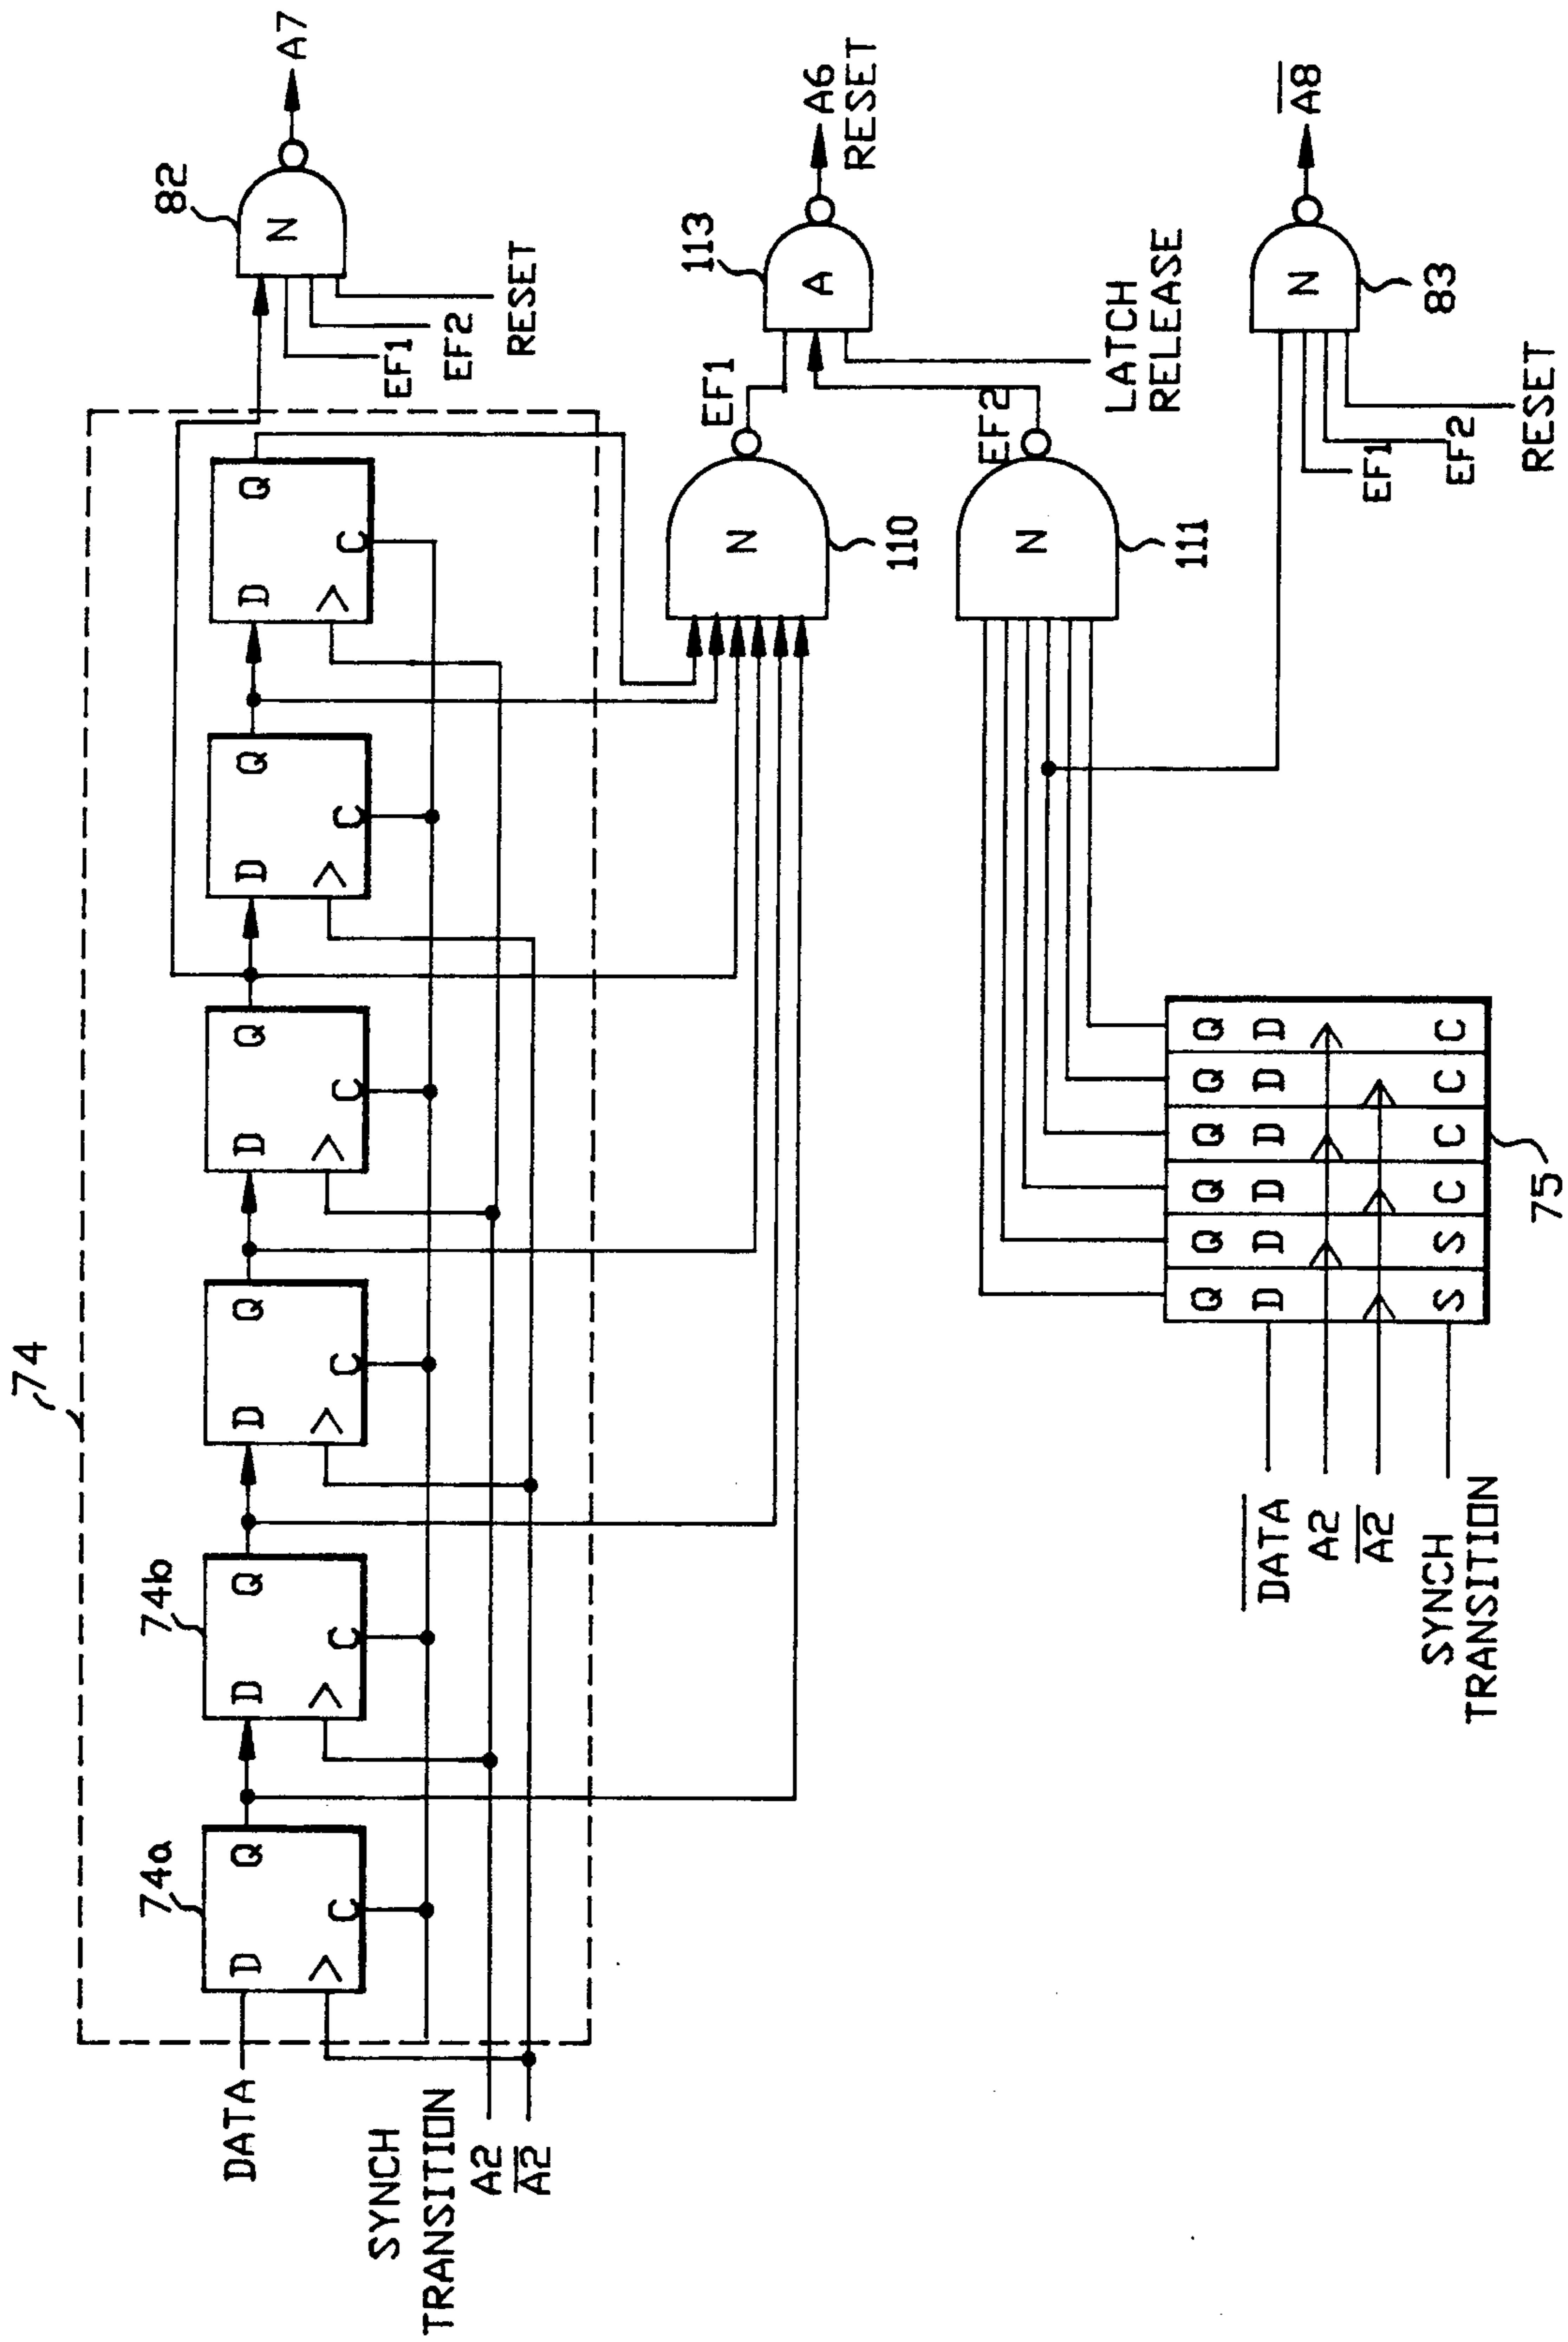 74
74a
74b
D
Q
>
C
D
Q
>
C
D
Q
>
C
D
Q
>
C
D
Q
>
C
D
Q
>
C
DATA
SYNCH
TRANSITION
A2
A2
82
N
A7
EF1
EF2
RESET
N
110
EF1
113
A
A6
RESET
N
111
EF2
LATCH
RELEASE
N
83
A8
EF1
EF2
RESET
Q Q Q Q Q Q
D D D D D D
S S C C C C
75
DATA
A2
A2
SYNCH
TRANSITION